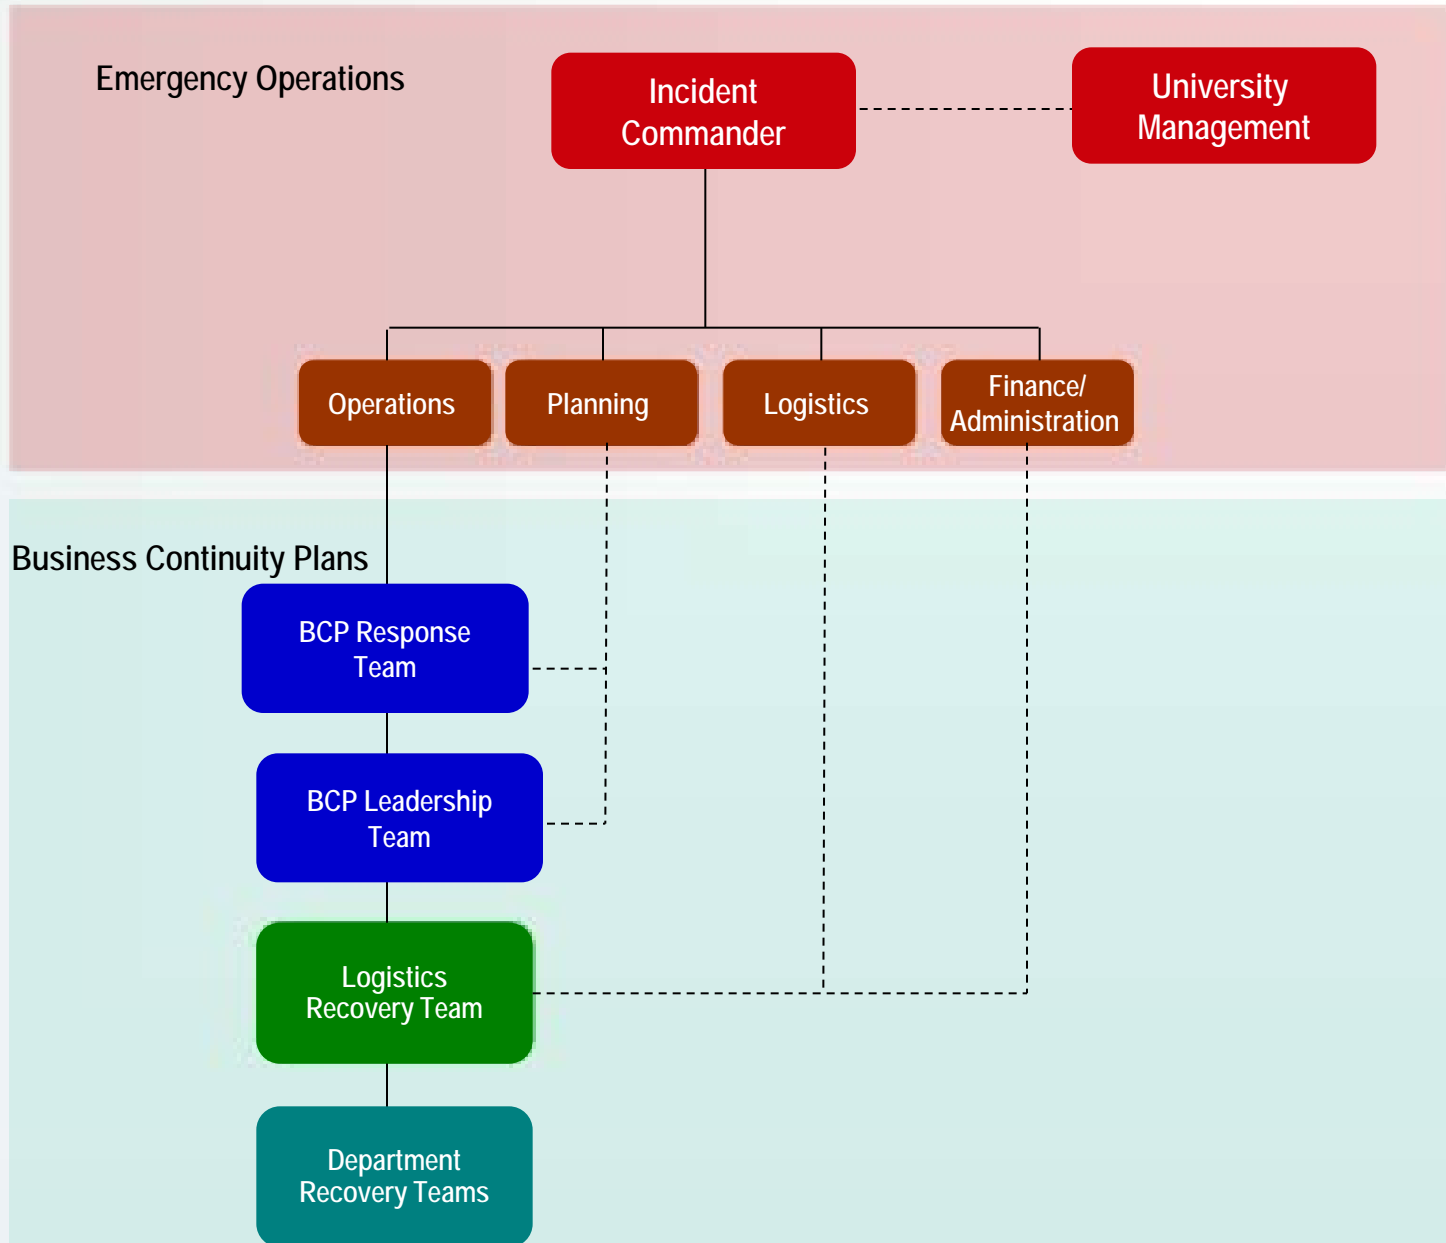 Emergency Operations
Incident
Commander
University
Management
Operations
Planning
Logistics
Finance/
Administration
Business Continuity Plans
BCP Response
Team
BCP Leadership
Team
Logistics
Recovery Team
Department
Recovery Teams